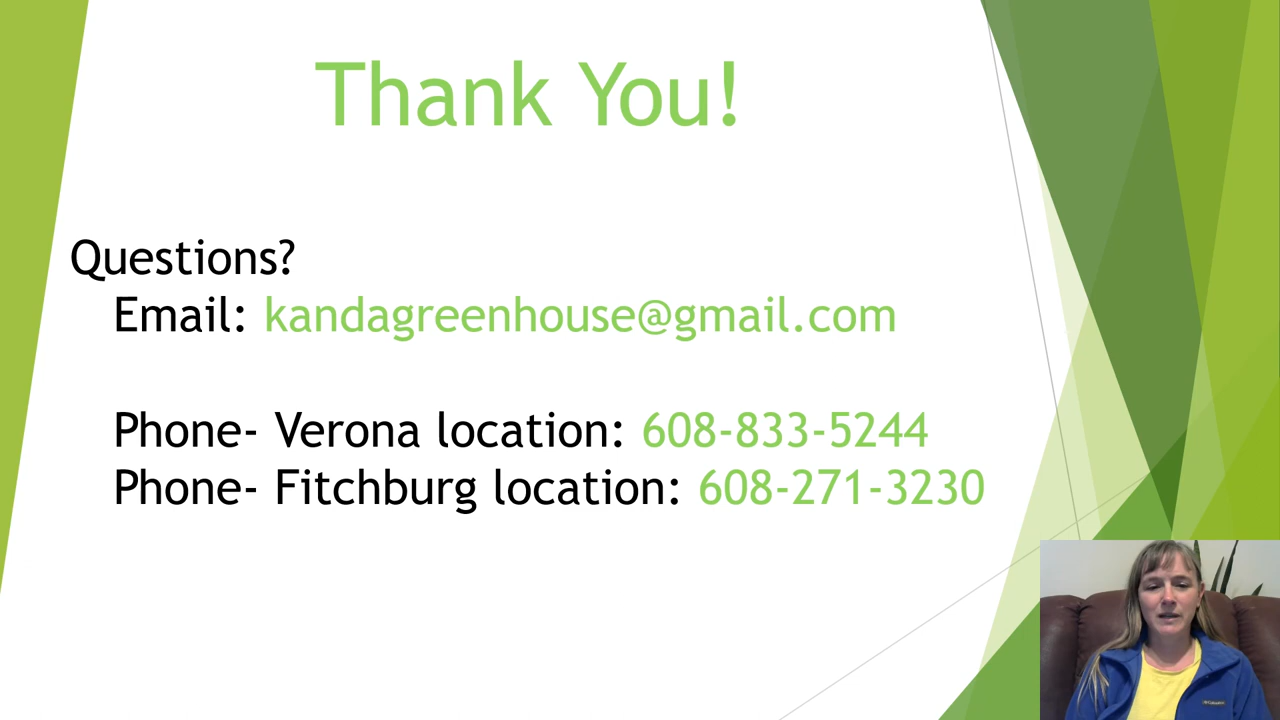 Thank You!
Questions?
Email: kandagreenhouse@gmail.com
Phone- Verona location: 608-833-5244
Phone- Fitchburg location: 608-271-3230